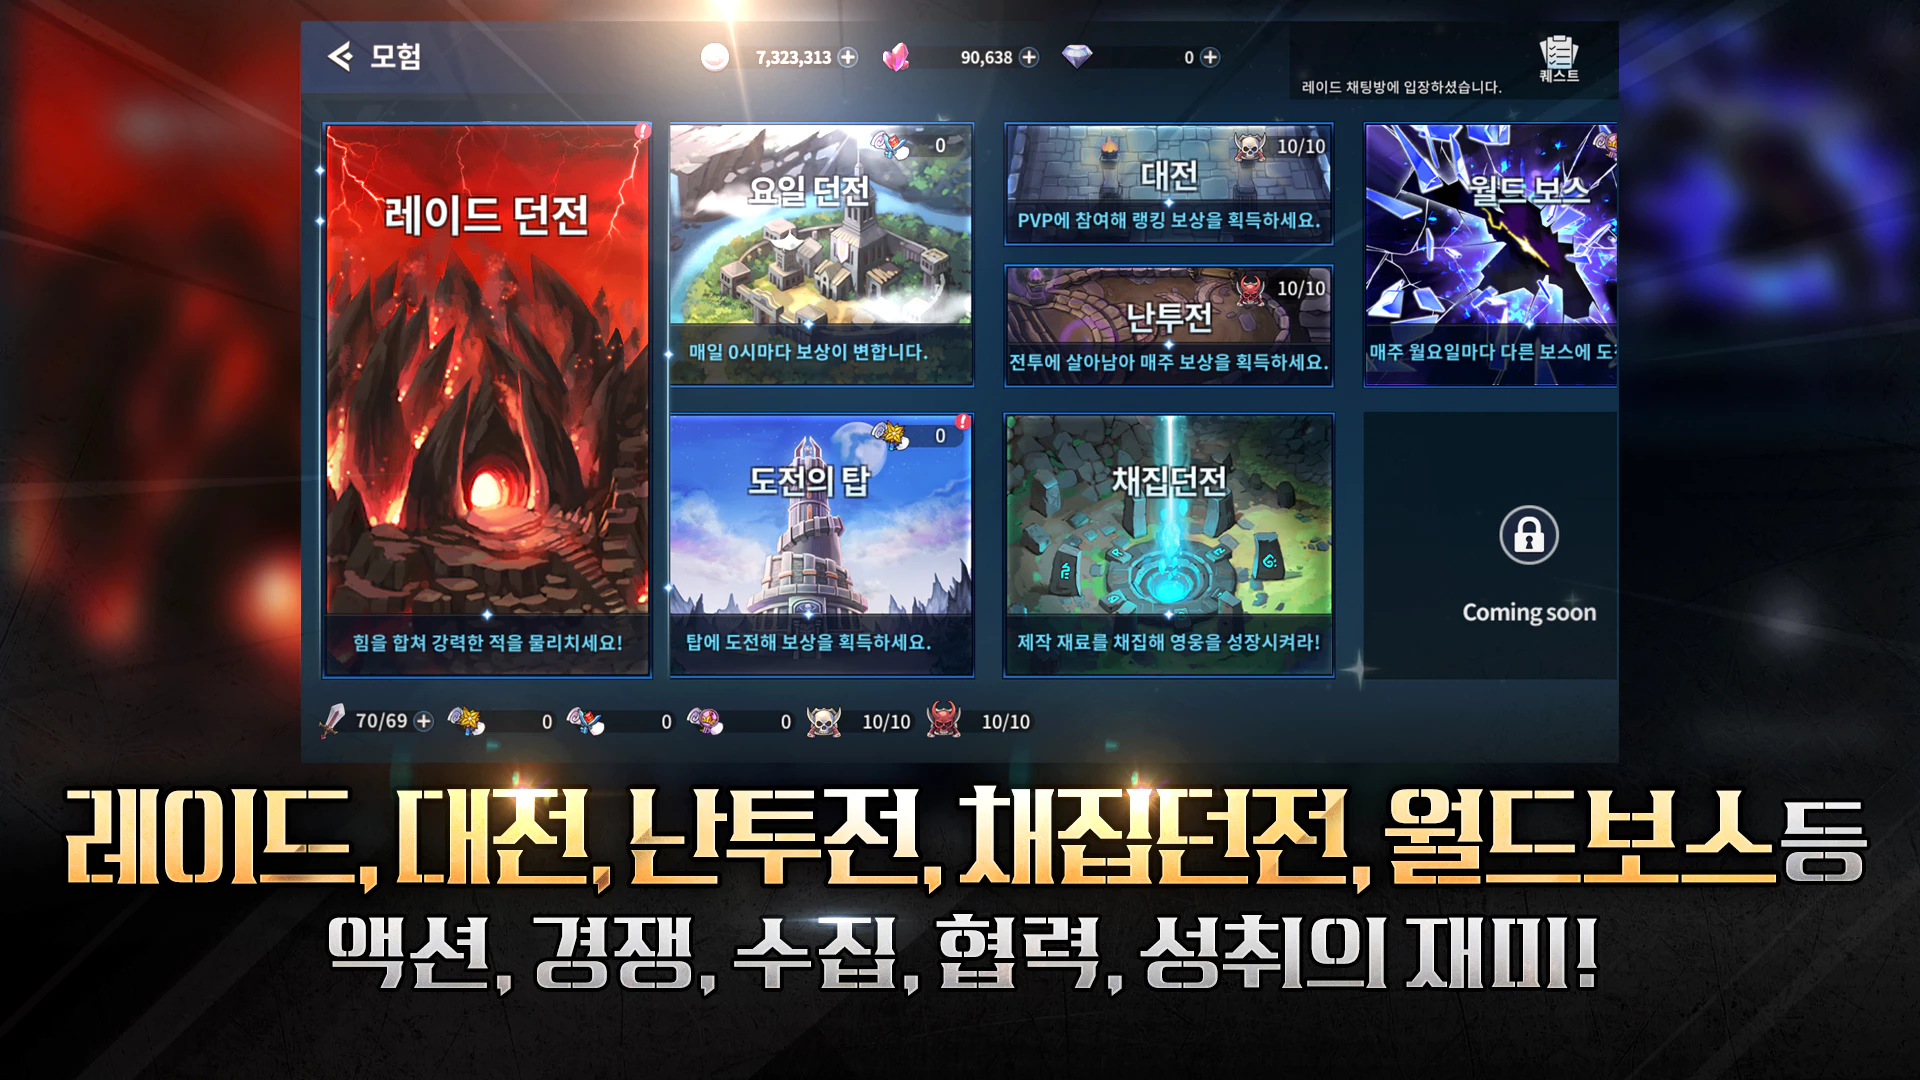 모험
7,323,313
90,638
0
레이드 채팅방에 입장하셨습니다.
퀘스트
레이드 던전
힘을 합쳐 강력한 적을 물리치세요!
요일 던전
0
매일 0시마다 보상이 변합니다.
대전
10/10
PVP에 참여해 랭킹 보상을 획득하세요.
난투전
10/10
전투에 살아남아 매주 보상을 획득하세요.
월드 보스
매주 월요일마다 다른 보스에
도전의 탑
0
탑에 도전해 보상을 획득하세요.
채집던전
제작 재료를 채집해 영웅을 성장시켜라!
Coming soon
70/69
0
0
0
10/10
10/10
레이드, 대전, 난투전, 채집던전, 월드보스등
액션, 경쟁, 수집, 협력, 성취의 재미!